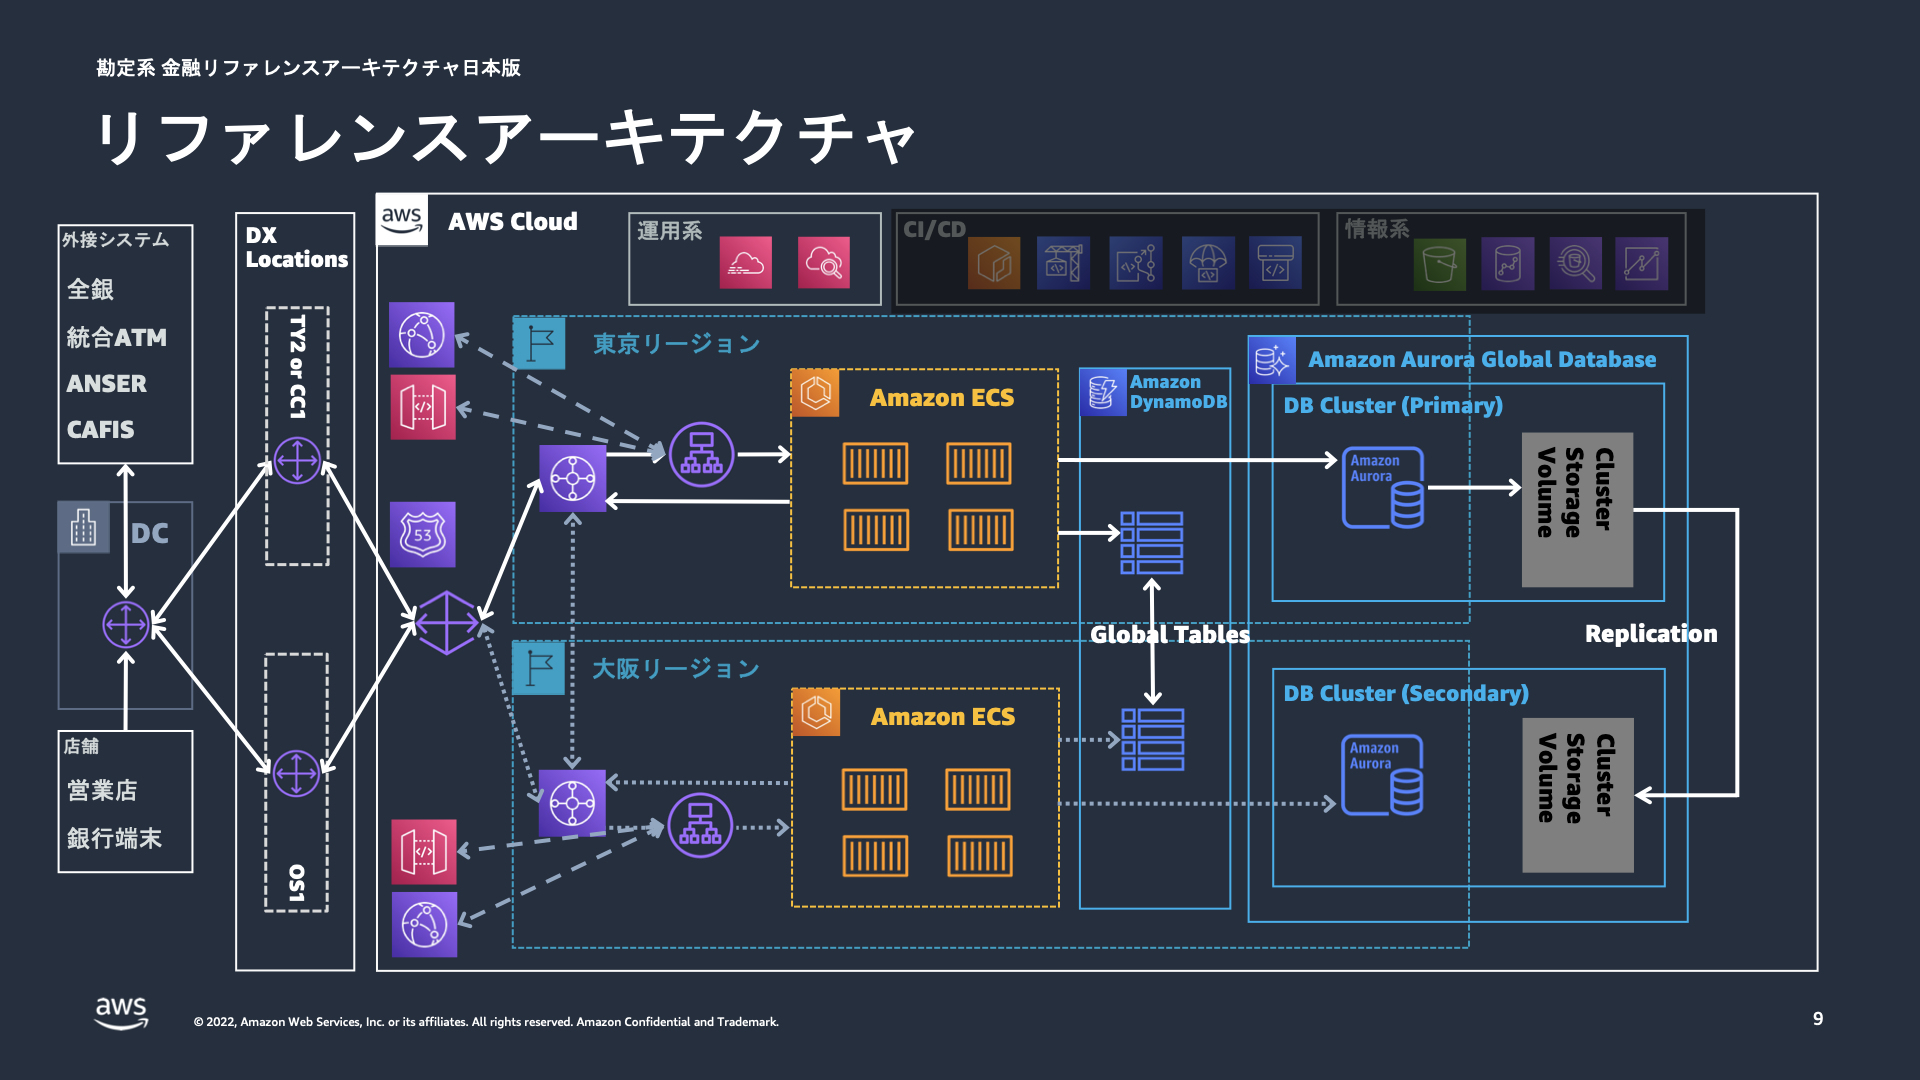 勘定系 金融リファレンスアーキテクチャ日本版
リファレンスアーキテクチャ
外接システム
全銀
統合ATM
ANSER
CAFIS
DC
店舗
営業店
銀行端末
DX
Locations
TY2 or CC1
OS1
aws
AWS Cloud
運用系
CI/CD
情報系
53
東京リージョン
Amazon ECS
Amazon
DynamoDB
Amazon Aurora Global Database
DB Cluster (Primary)
Amazon
Aurora
Cluster
Storage
Volume
Global Tables
Replication
大阪リージョン
Amazon ECS
DB Cluster (Secondary)
Amazon
Aurora
Cluster
Storage
Volume
aws
© 2022, Amazon Web Services, Inc. or its affiliates. All rights reserved. Amazon Confidential and Trademark.
9